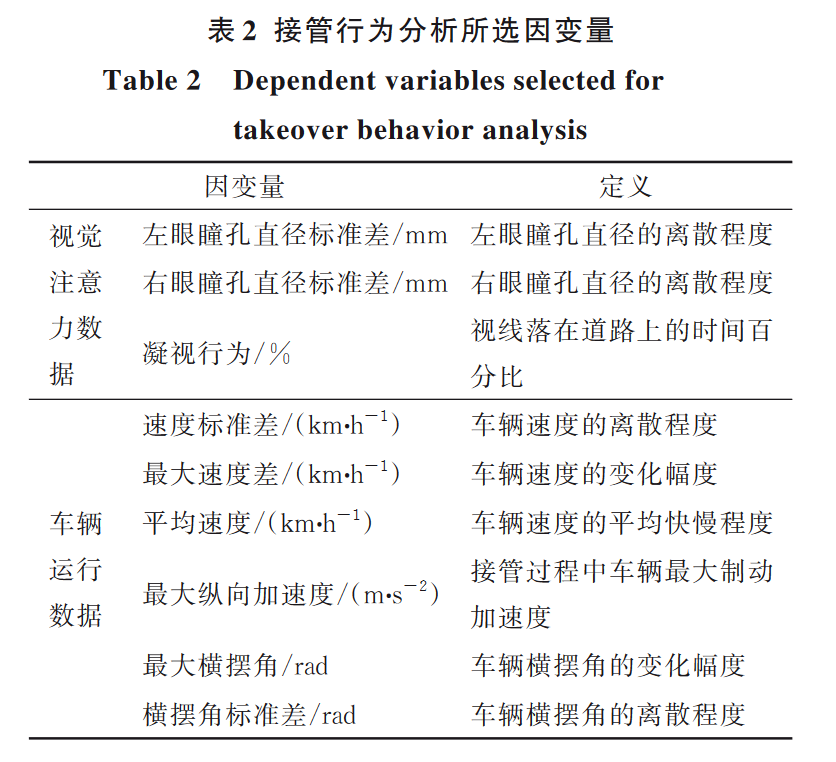 表2 接管行为分析所选因变量
Table 2 Dependent variables selected for
takeover behavior analysis
因变量 定义
视觉 左眼瞳孔直径标准差/mm 左眼瞳孔直径的离散程度
注意 右眼瞳孔直径标准差/mm 右眼瞳孔直径的离散程度
力数 视线落在道路上的时间百
凝视行为/%
据 分比
速度标准差/(km·h⁻¹) 车辆速度的离散程度
最大速度差/(km·h⁻¹) 车辆速度的变化幅度
车辆 平均速度/(km·h⁻¹) 车辆速度的平均快慢程度
运行 接管过程中车辆最大制动
最大纵向加速度/(m·s⁻²)
数据 加速度
最大横摆角/rad 车辆横摆角的变化幅度
横摆角标准差/rad 车辆横摆角的离散程度